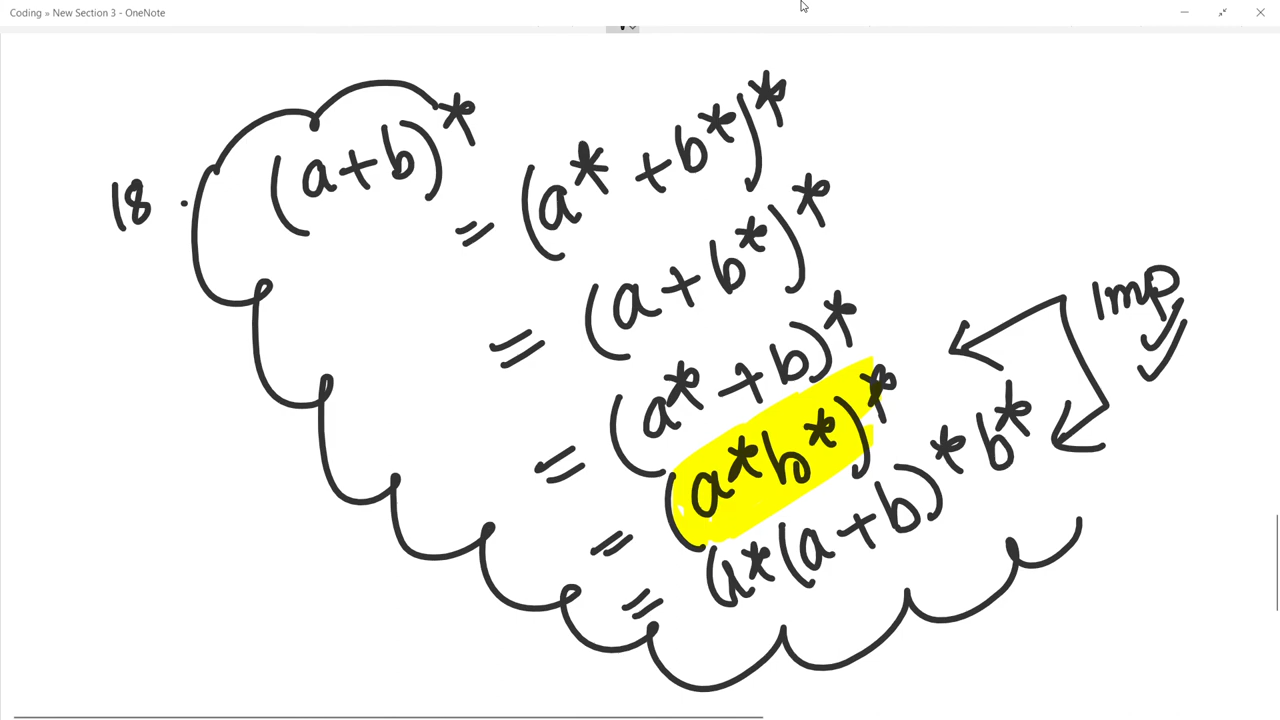 Coding » New Section 3 - OneNote
18. (a+b)*
= (a* + b*)*
= (a + b*)*
= (a* + b)*
= (a*b*)*
= a*(a+b)*b*
Imp